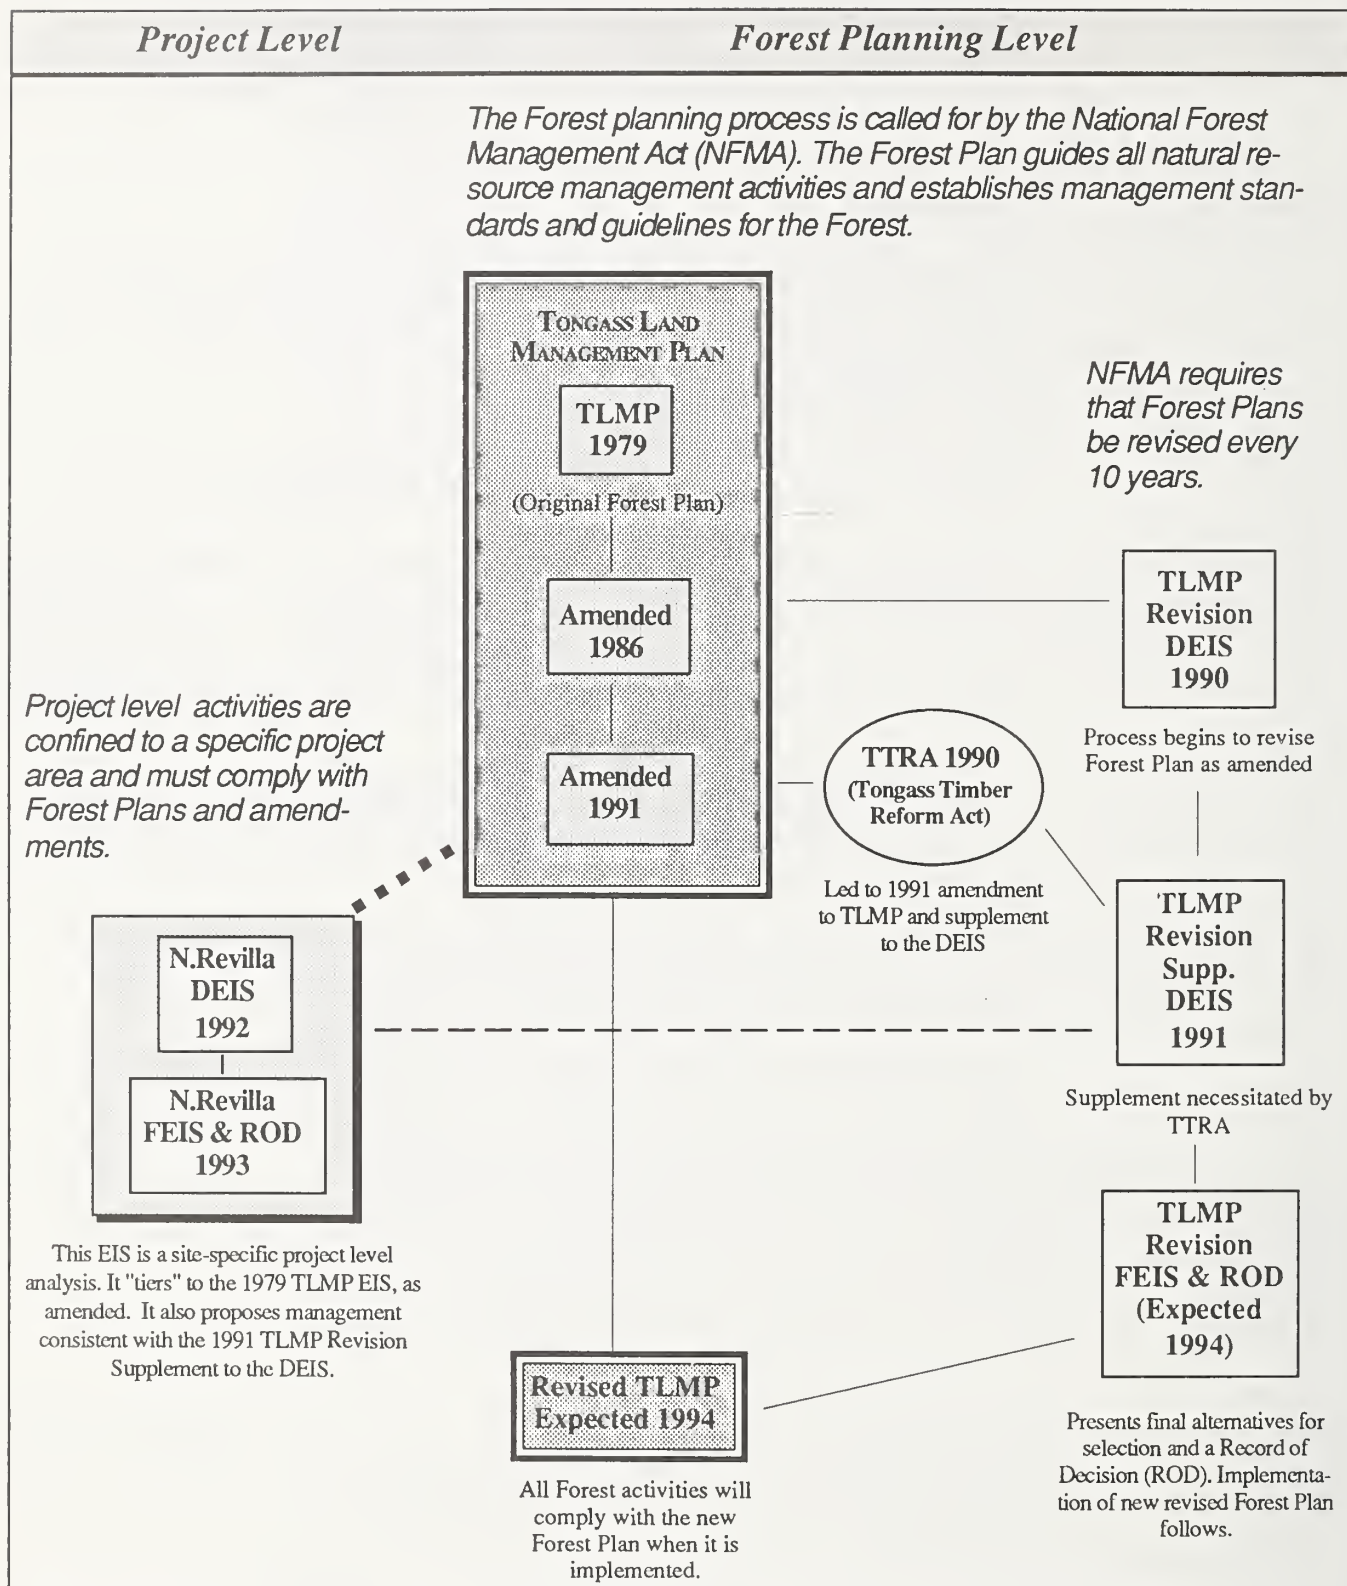 Project Level
Forest Planning Level
The Forest planning process is called for by the National Forest
Management Act (NFMA). The Forest Plan guides all natural re-
source management activities and establishes management stan-
dards and guidelines for the Forest.
TONGASS LAND
MANAGEMENT PLAN
TLMP
1979
(Original Forest Plan)
Amended
1986
Amended
1991
NFMA requires
that Forest Plans
be revised every
10 years.
TLMP
Revision
DEIS
1990
Process begins to revise
Forest Plan as amended
TTRA 1990
(Tongass Timber
Reform Act)
Led to 1991 amendment
to TLMP and supplement
to the DEIS
Project level activities are
confined to a specific project
area and must comply with
Forest Plans and amend-
ments.
N.Revilla
DEIS
1992
N.Revilla
FEIS & ROD
1993
This EIS is a site-specific project level
analysis. It "tiers" to the 1979 TLMP EIS, as
amended. It also proposes management
consistent with the 1991 TLMP Revision
Supplement to the DEIS.
TLMP
Revision
Supp.
DEIS
1991
Supplement necessitated by
TTRA
TLMP
Revision
FEIS & ROD
(Expected
1994)
Presents final alternatives for
selection and a Record of
Decision (ROD). Implementa-
tion of new revised Forest Plan
follows.
Revised TLMP
Expected 1994
All Forest activities will
comply with the new
Forest Plan when it is
implemented.